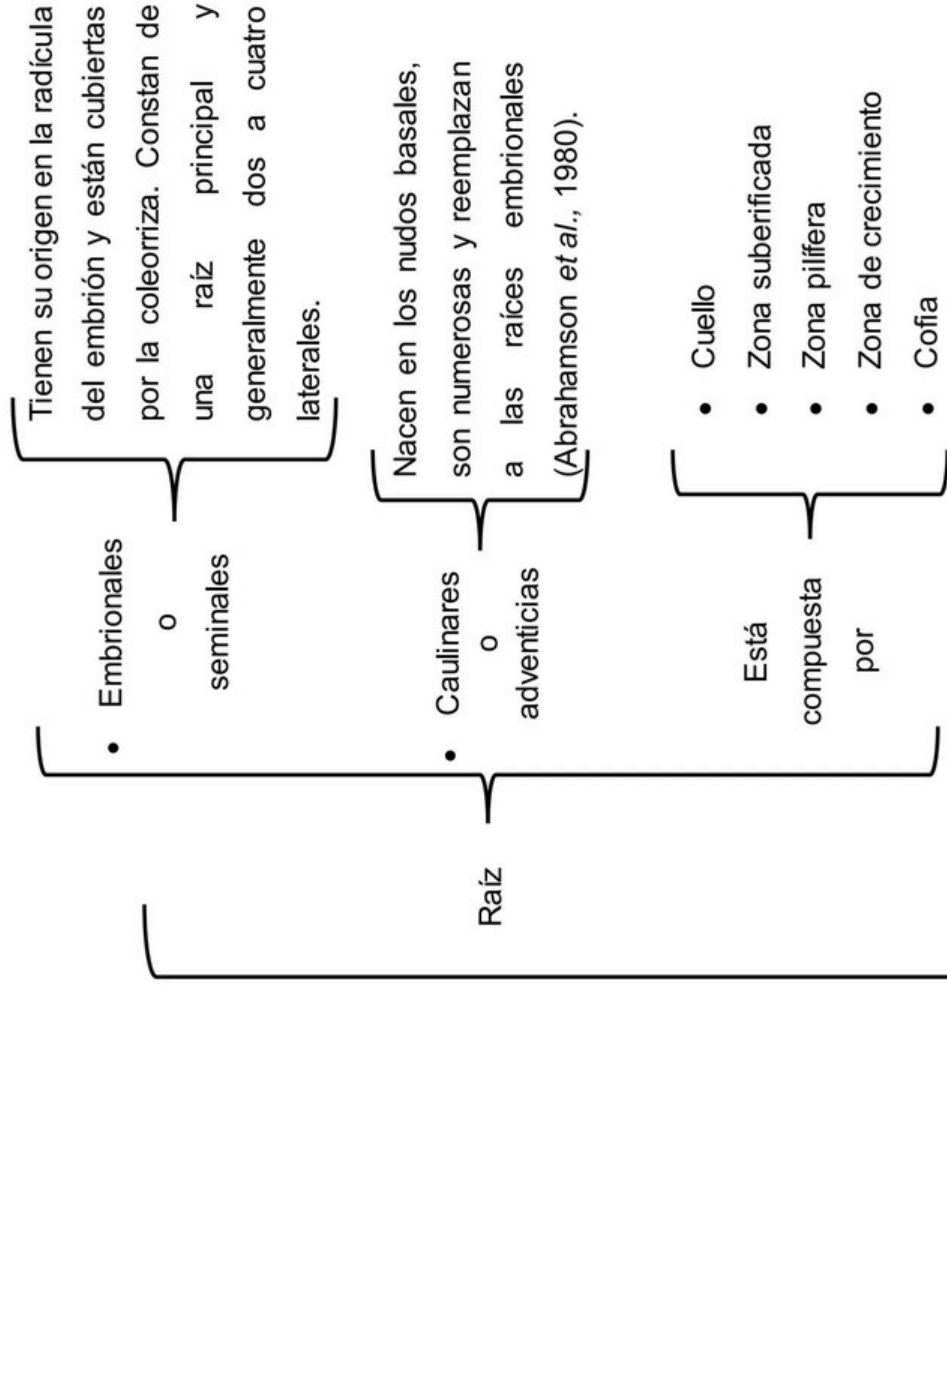 Raíz
• Embrionales
o
seminales
Tienen su origen en la radícula
del embrión y están cubiertas
por la coleorriza. Constan de
una raíz principal y
generalmente dos a cuatro
laterales.
• Caulinares
o
adventicias
Nacen en los nudos basales,
son numerosas y reemplazan
a las raíces embrionales
(Abrahamson et al., 1980).
Está
compuesta
por
• Cuello
• Zona suberificada
• Zona pilífera
• Zona de crecimiento
• Cofia